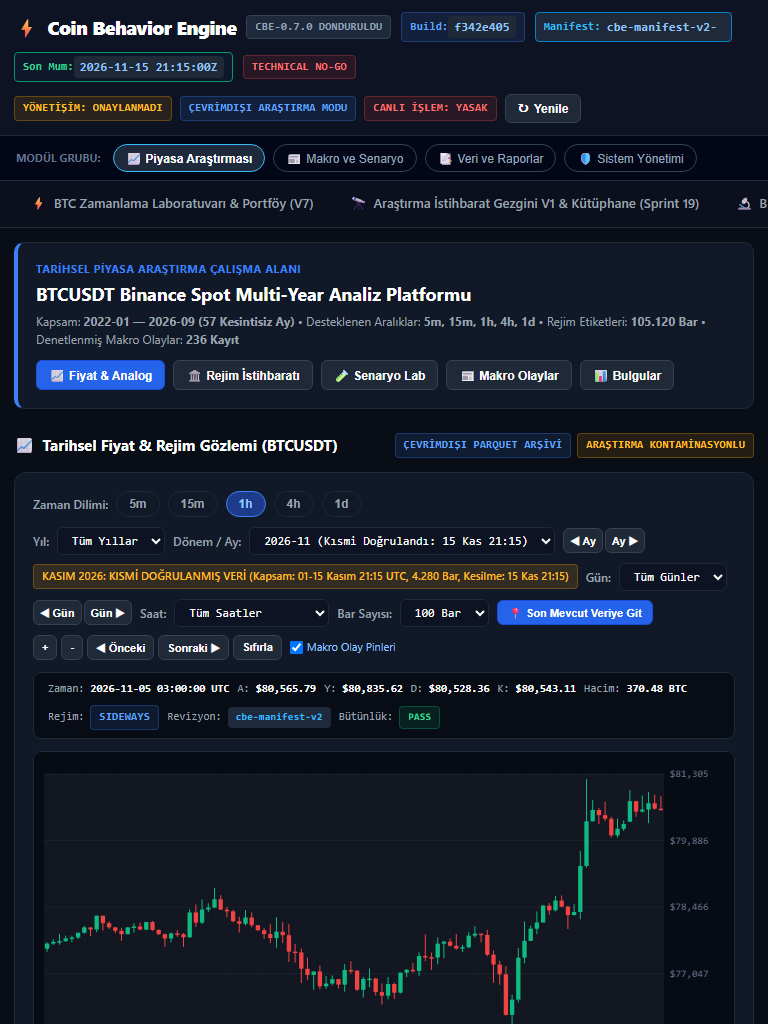 Coin Behavior Engine CBE-0.7.0 DONDURULDU Build: f342e405 Manifest: cbe-manifest-v2-
Son Mum: 2026-11-15 21:15:00Z TECHNICAL NO-GO
YÖNETİŞİM: ONAYLANMADI ÇEVRİMDIŞI ARAŞTIRMA MODU CANLI İŞLEM: YASAK ↻ Yenile
MODÜL GRUBU: Piyasa Araştırması Makro ve Senaryo Veri ve Raporlar Sistem Yönetimi
BTC Zamanlama Laboratuvarı & Portföy (V7) Araştırma İstihbarat Gezgini V1 & Kütüphane (Sprint 19) B
TARİHSEL PİYASA ARAŞTIRMA ÇALIŞMA ALANI
BTCUSDT Binance Spot Multi-Year Analiz Platformu
Kapsam: 2022-01 — 2026-09 (57 Kesintisiz Ay) • Desteklenen Aralıklar: 5m, 15m, 1h, 4h, 1d • Rejim Etiketleri: 105.120 Bar •
Denetlenmiş Makro Olaylar: 236 Kayıt
Fiyat & Analog Rejim İstihbaratı Senaryo Lab Makro Olaylar Bulgular
Tarihsel Fiyat & Rejim Gözlemi (BTCUSDT) ÇEVRİMDIŞI PARQUET ARŞİVİ ARAŞTIRMA KONTAMİNASYONLU
Zaman Dilimi: 5m 15m 1h 4h 1d
Yıl: Tüm Yıllar Dönem / Ay: 2026-11 (Kısmi Doğrulandı: 15 Kas 21:15) ◀ Ay Ay ▶
KASIM 2026: KISMİ DOĞRULANMIŞ VERİ (Kapsam: 01-15 Kasım 21:15 UTC, 4.280 Bar, Kesilme: 15 Kas 21:15) Gün: Tüm Günler
◀ Gün Gün ▶ Saat: Tüm Saatler Bar Sayısı: 100 Bar Son Mevcut Veriye Git
+ - ◀ Önceki Sonraki ▶ Sıfırla Makro Olay Pinleri
Zaman: 2026-11-05 03:00:00 UTC A: $80,565.79 Y: $80,835.62 D: $80,528.36 K: $80,543.11 Hacim: 370.48 BTC
Rejim: SIDEWAYS Revizyon: cbe-manifest-v2 Bütünlük: PASS
$81,305
$79,886
$78,466
$77,047